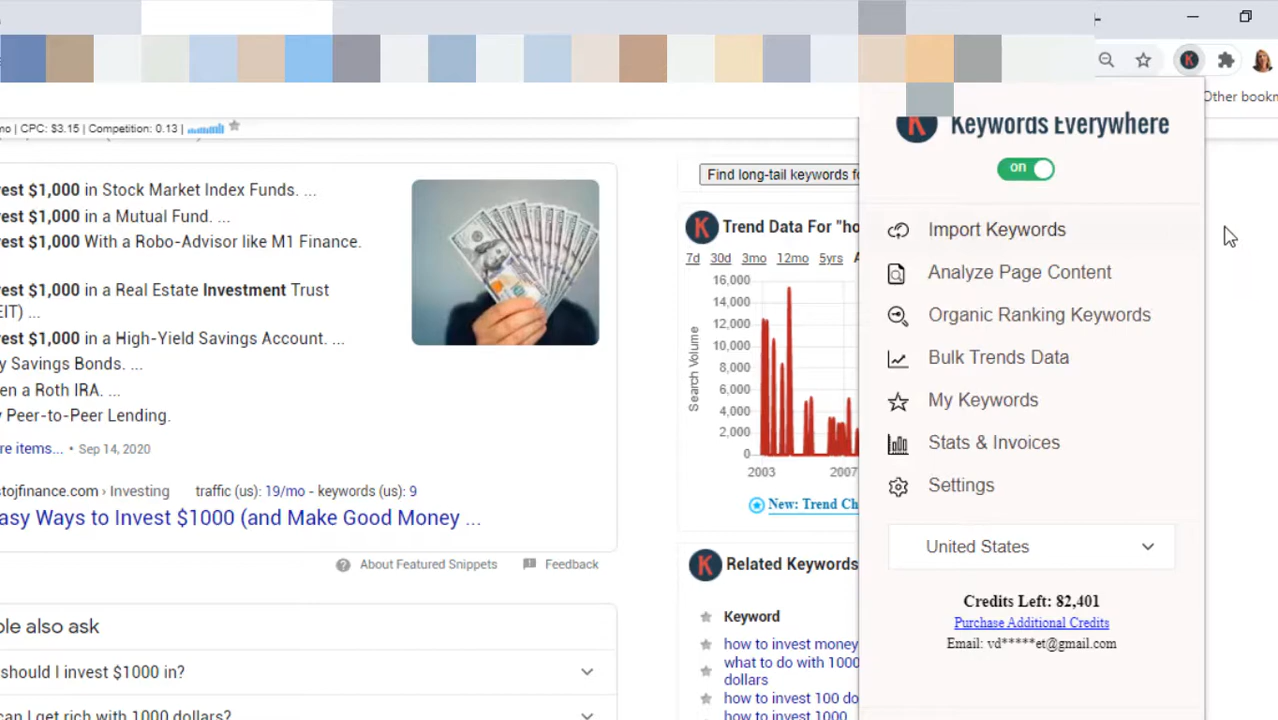 Other bookm
mo | CPC: $3.15 | Competition: 0.13 |
vest $1,000 in Stock Market Index Funds. ...
vest $1,000 in a Mutual Fund. ...
vest $1,000 With a Robo-Advisor like M1 Finance.
vest $1,000 in a Real Estate Investment Trust
EIT) ...
vest $1,000 in a High-Yield Savings Account. ...
y Savings Bonds. ...
en a Roth IRA. ...
y Peer-to-Peer Lending.
re items... • Sep 14, 2020
stojfinance.com › Investing traffic (us): 19/mo - keywords (us): 9
asy Ways to Invest $1000 (and Make Good Money ...
About Featured Snippets Feedback
ple also ask
should I invest $1000 in?
can I get rich with 1000 dollars?
Find long-tail keywords fo
K Trend Data For "ho
7d 30d 3mo 12mo 5yrs A
16,000
14,000
12,000
10,000
8,000
6,000
4,000
2,000
0
Search Volume
2003 2007
New: Trend Ch
K Related Keywords
Keyword
how to invest money
what to do with 1000
dollars
how to invest 100 do
how to invest 1000
K
K Keywords Everywhere
ON
Import Keywords
Analyze Page Content
Organic Ranking Keywords
Bulk Trends Data
My Keywords
Stats & Invoices
Settings
United States
Credits Left: 82,401
Purchase Additional Credits
Email: vd*****et@gmail.com